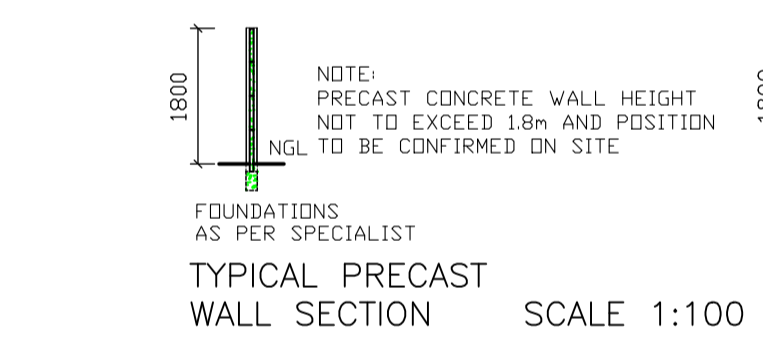 1800
NOTE:
PRECAST CONCRETE WALL HEIGHT
NOT TO EXCEED 1.8m AND POSITION
NGL TO BE CONFIRMED ON SITE
FOUNDATIONS
AS PER SPECIALIST
TYPICAL PRECAST
WALL SECTION SCALE 1:100